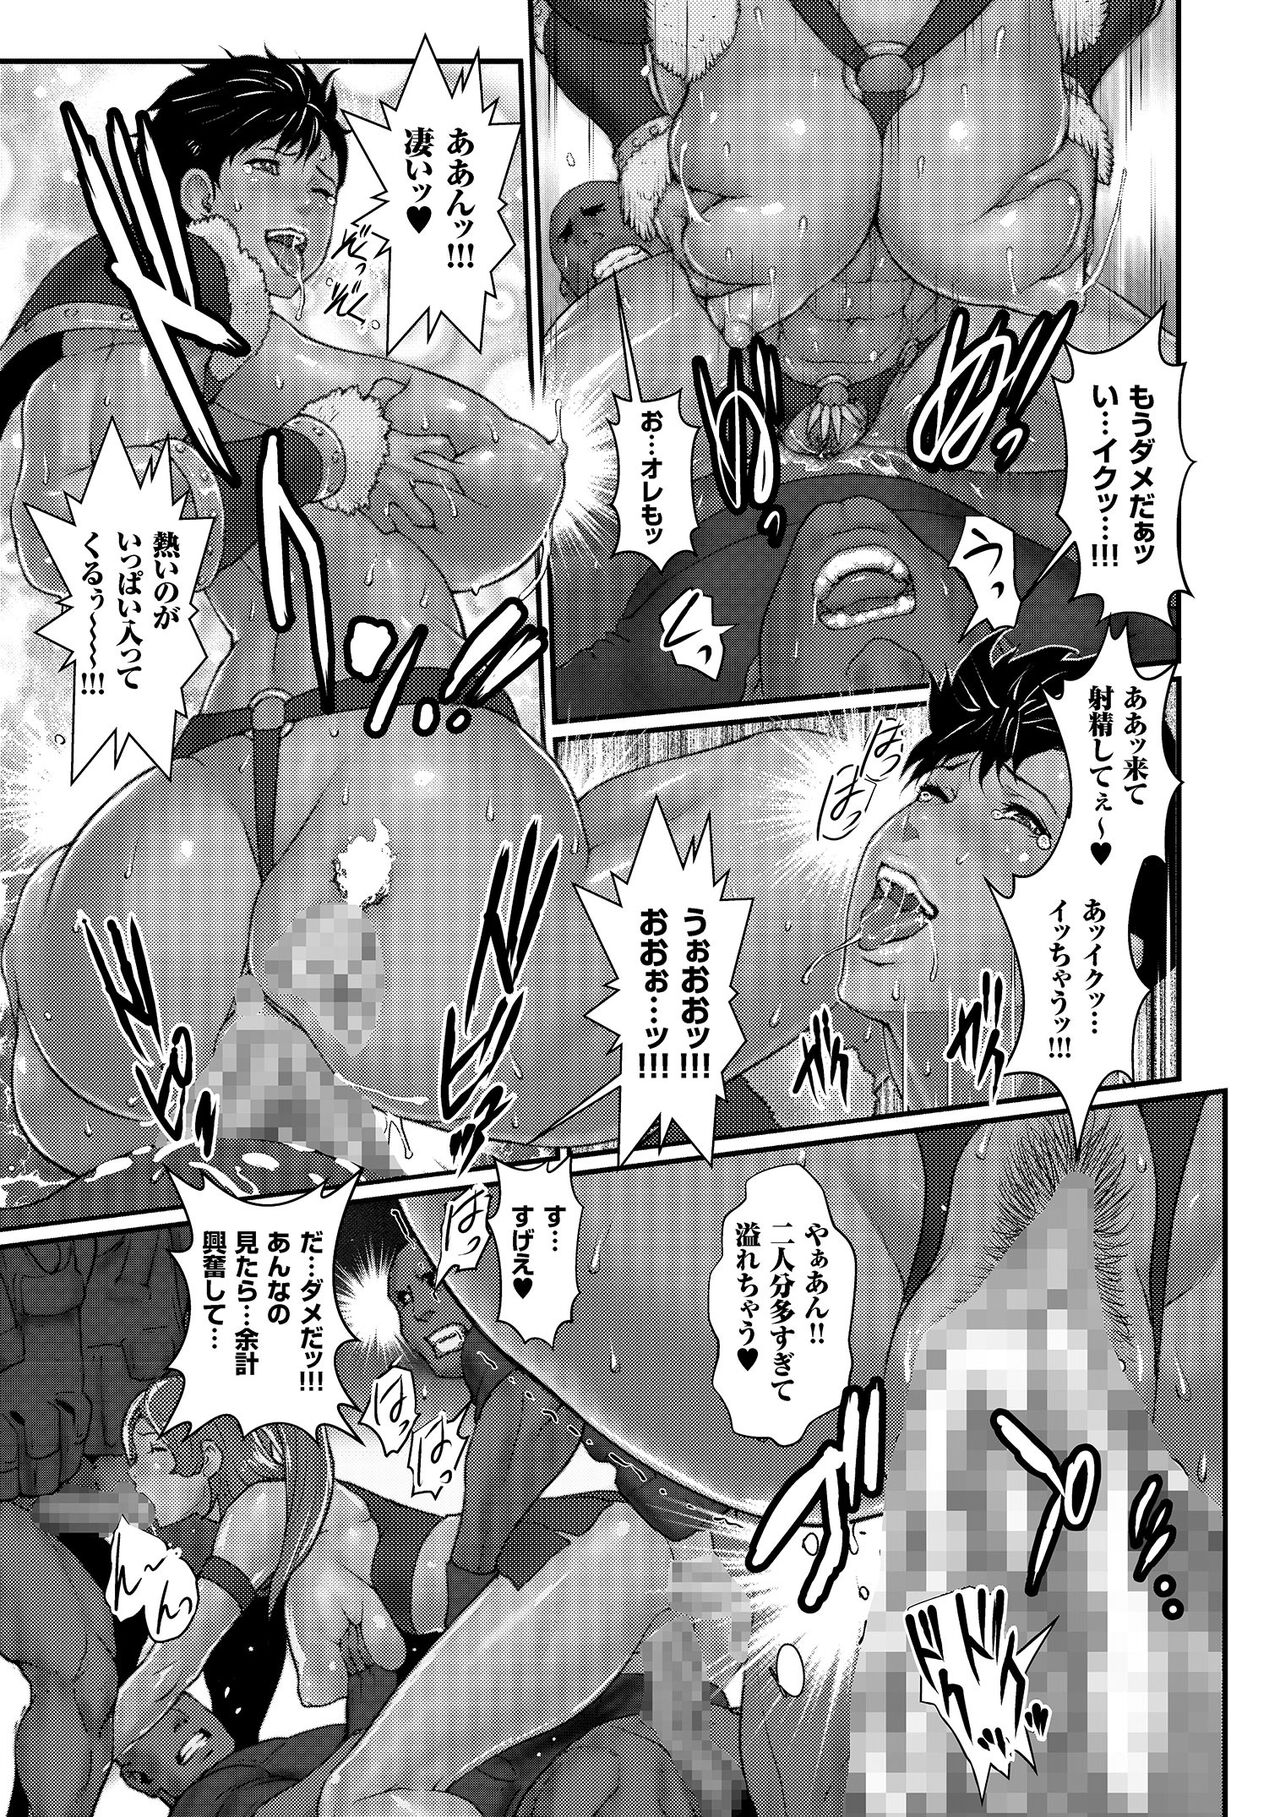 もうダメだぁッ
い…イクッ…!!!
お…オレもッ
ああんッ!!!
凄いッ♥
熱いのが
いっぱい入って
くるぅ〜〜〜!!!
ああッ来て
射精してぇ〜♥
あッイクッ…
イッちゃうッ!!!
うぉおおッ!!!
おおぉ…ッ!!!!
やぁあん!!
二人分多すぎて
溢れちゃう♥
す…
すげえ♥
だ…ダメだッ!!!
あんなの
見たら…余計
興奮して…